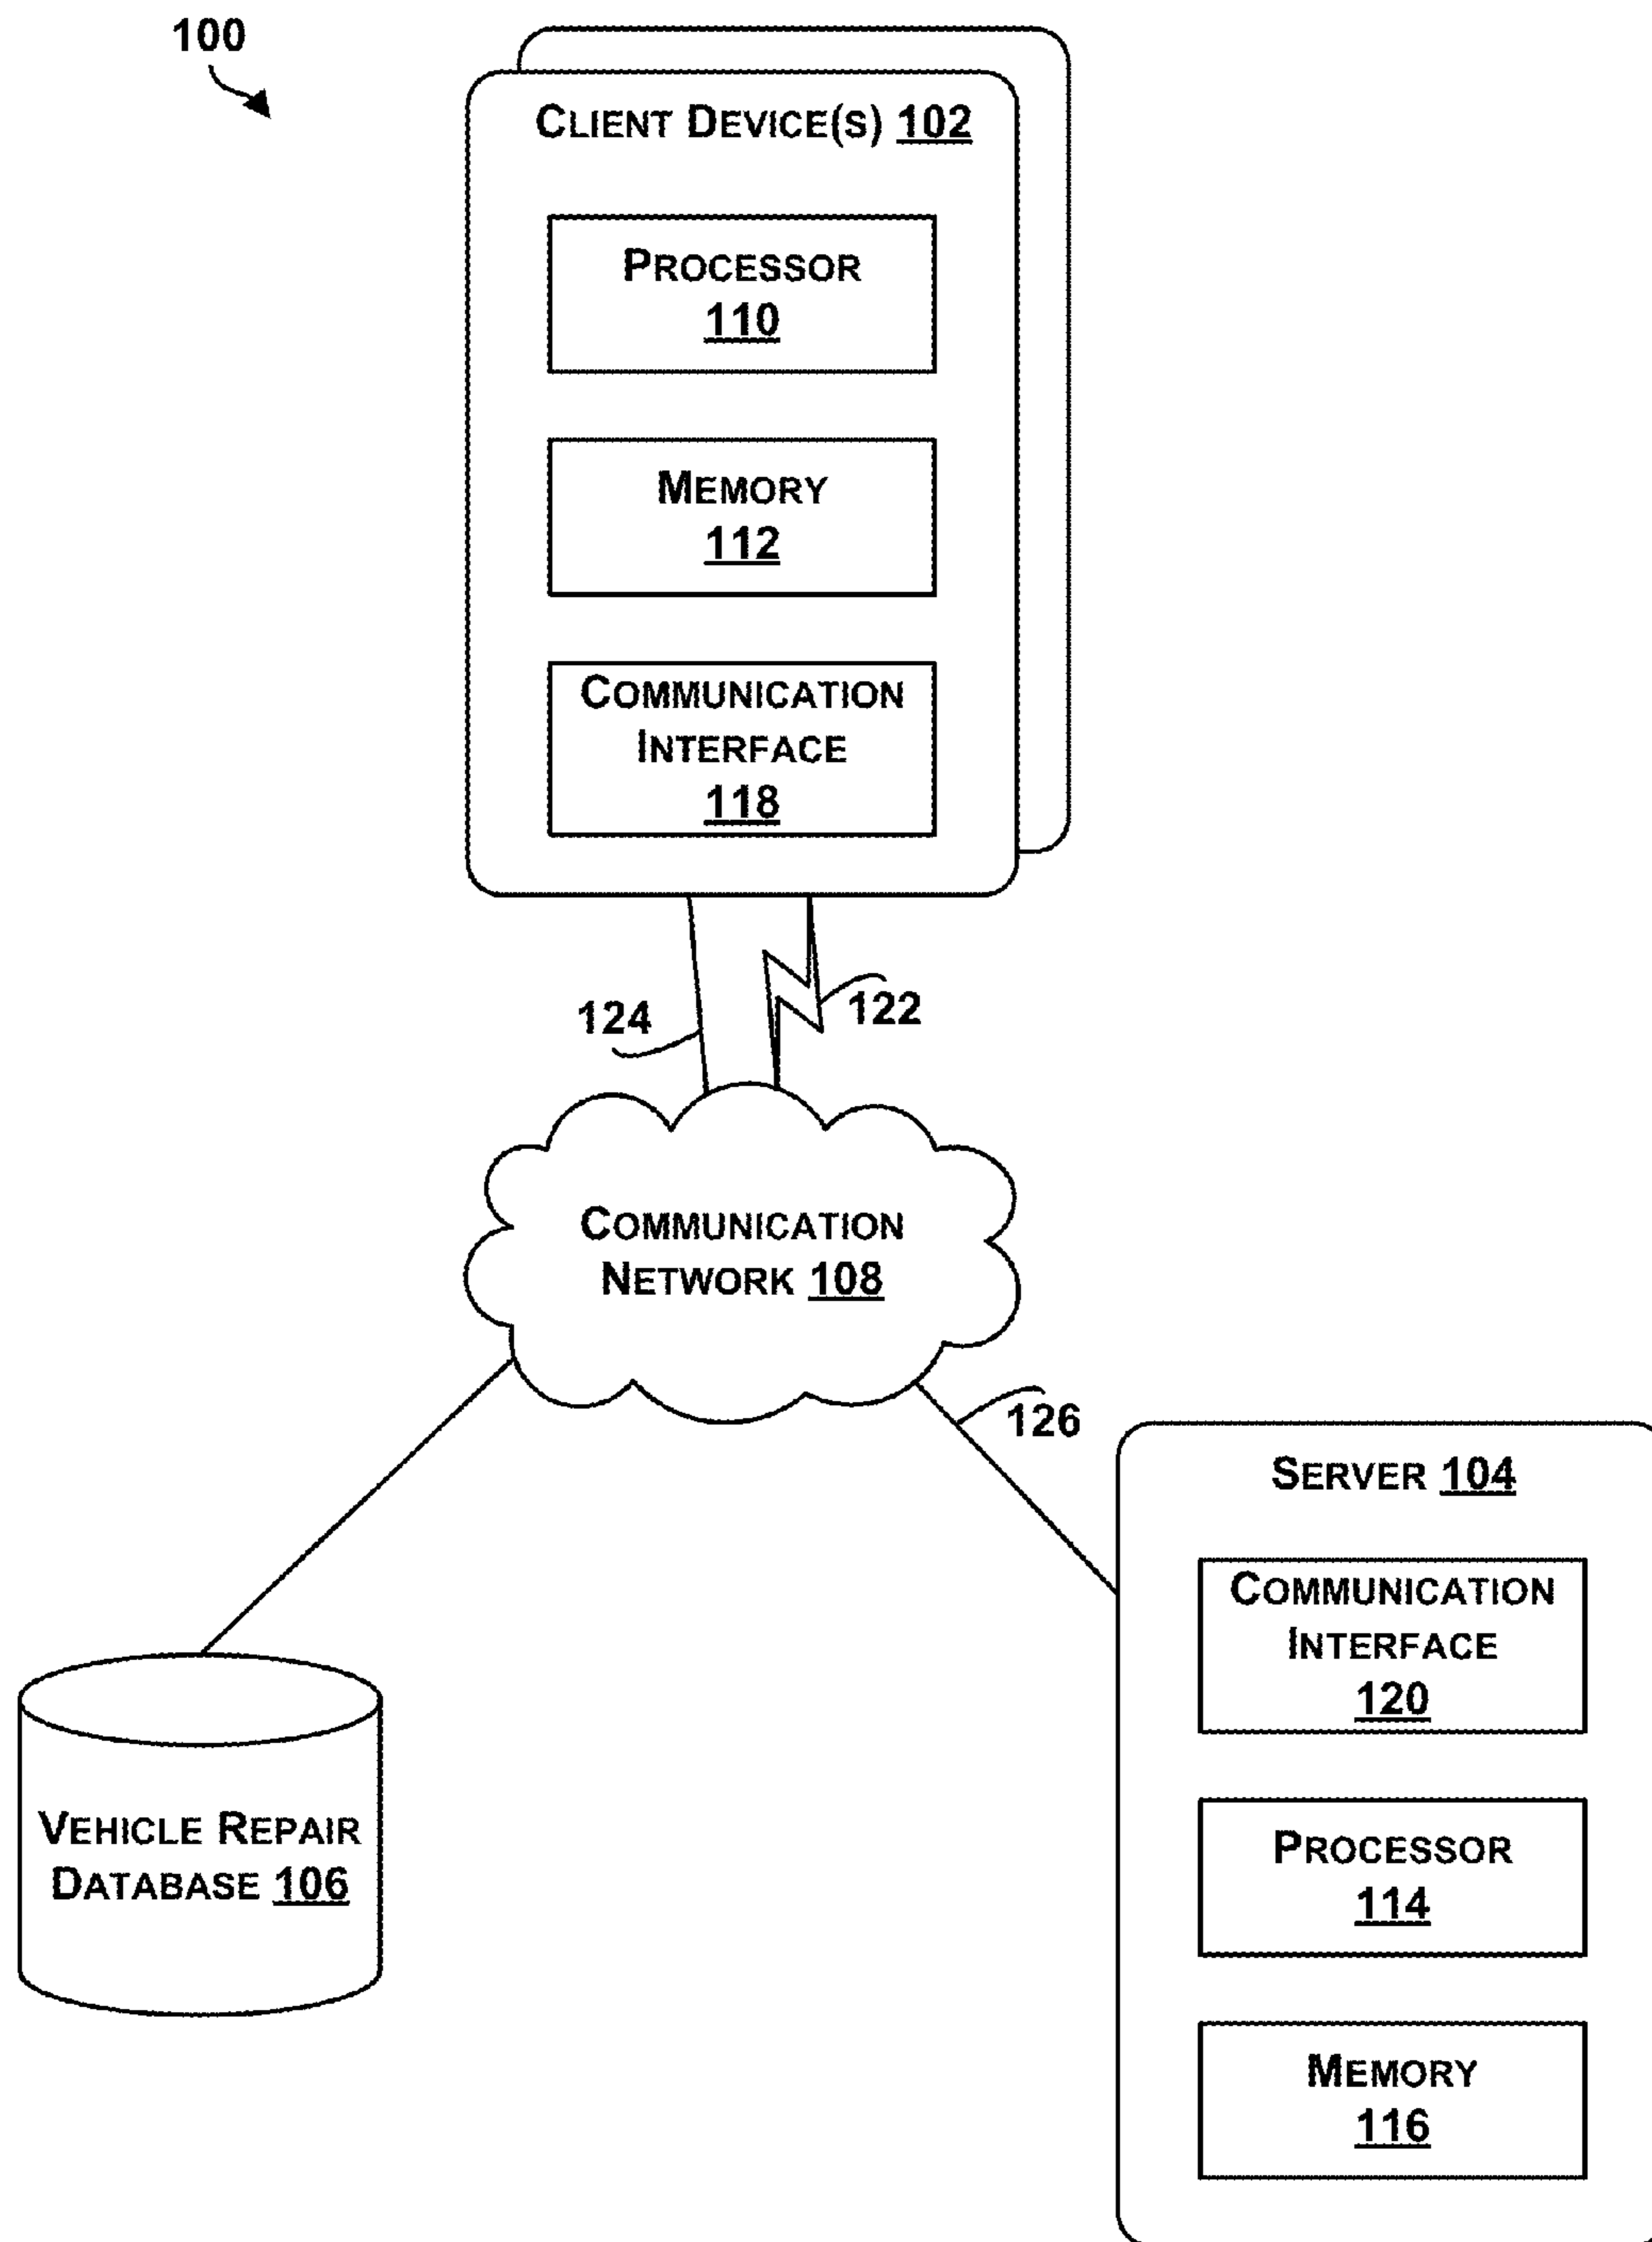 100
CLIENT DEVICE(S) 102
PROCESSOR
110
MEMORY
112
COMMUNICATION
INTERFACE
118
124
122
COMMUNICATION
NETWORK 108
126
SERVER 104
COMMUNICATION
INTERFACE
120
PROCESSOR
114
MEMORY
116
VEHICLE REPAIR
DATABASE 106